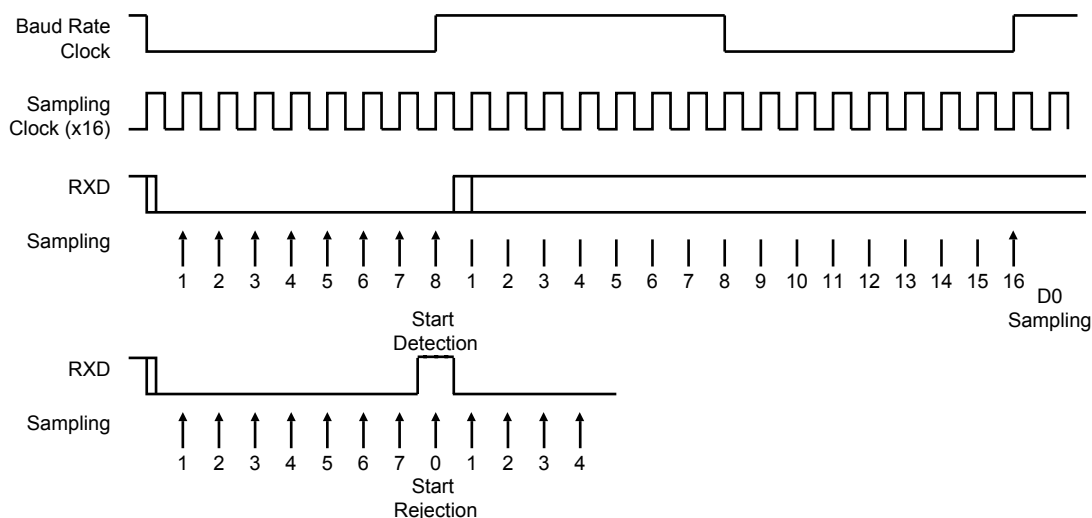 Baud Rate
Clock
Sampling
Clock (x16)
RXD
Sampling
1 2 3 4 5 6 7 8 1 2 3 4 5 6 7 8 9 10 11 12 13 14 15 16
D0
Sampling
Start
Detection
RXD
Sampling
1 2 3 4 5 6 7 0 1 2 3 4
Start
Rejection